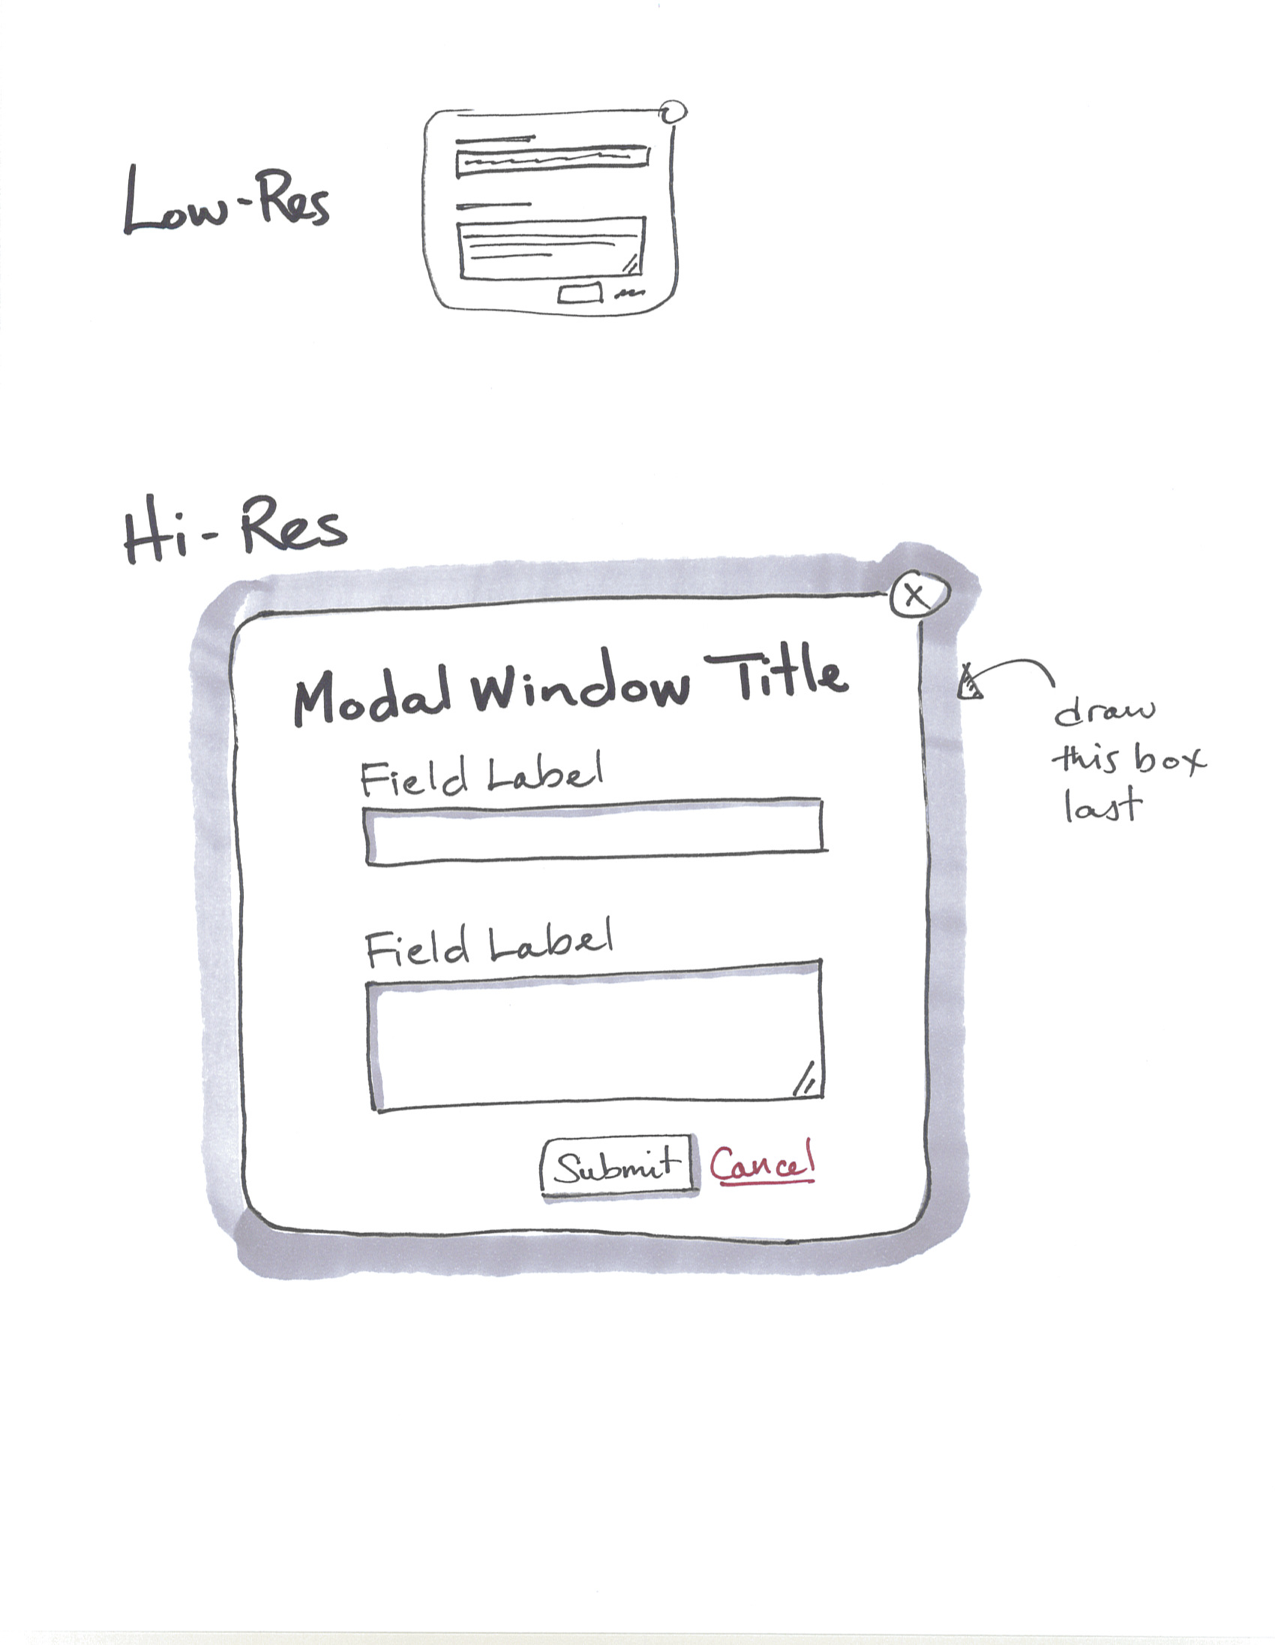 Low-Res
Hi-Res
X
Modal Window Title
Field Label
Field Label
Submit Cancel
draw
this box
last